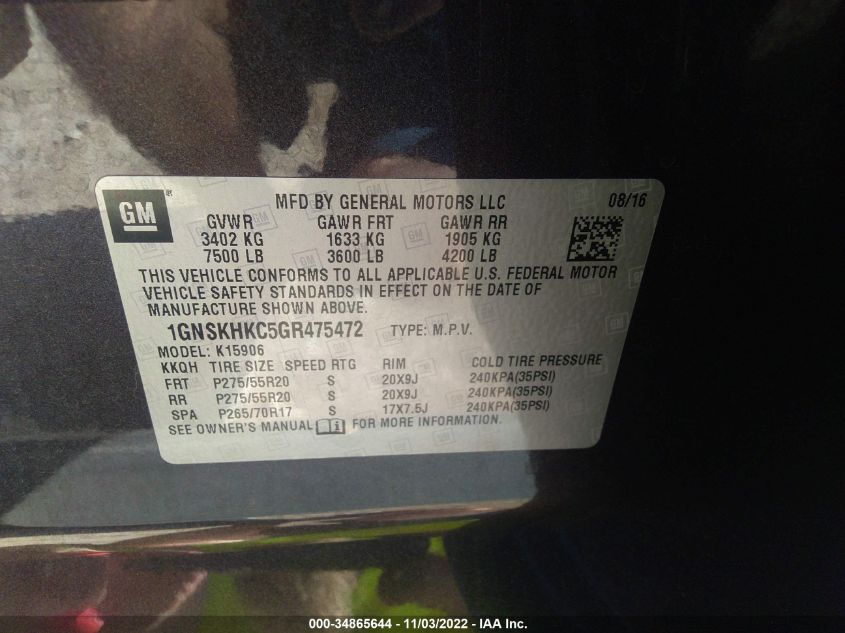 GM
MFD BY GENERAL MOTORS LLC 08/16
GVWR GAWR FRT GAWR RR
3402 KG 1633 KG 1905 KG
7500 LB 3600 LB 4200 LB
THIS VEHICLE CONFORMS TO ALL APPLICABLE U.S. FEDERAL MOTOR
VEHICLE SAFETY STANDARDS IN EFFECT ON THE DATE OF
MANUFACTURE SHOWN ABOVE.
1GNSKHKC5GR475472 TYPE: M.P.V.
MODEL: K15906
KKQH TIRE SIZE SPEED RTG RIM COLD TIRE PRESSURE
FRT P275/55R20 S 20X9J 240KPA(35PSI)
RR P275/55R20 S 20X9J 240KPA(35PSI)
SPA P265/70R17 S 17X7.5J 240KPA(35PSI)
SEE OWNER'S MANUAL i FOR MORE INFORMATION.
000-34865644 - 11/03/2022 - IAA Inc.